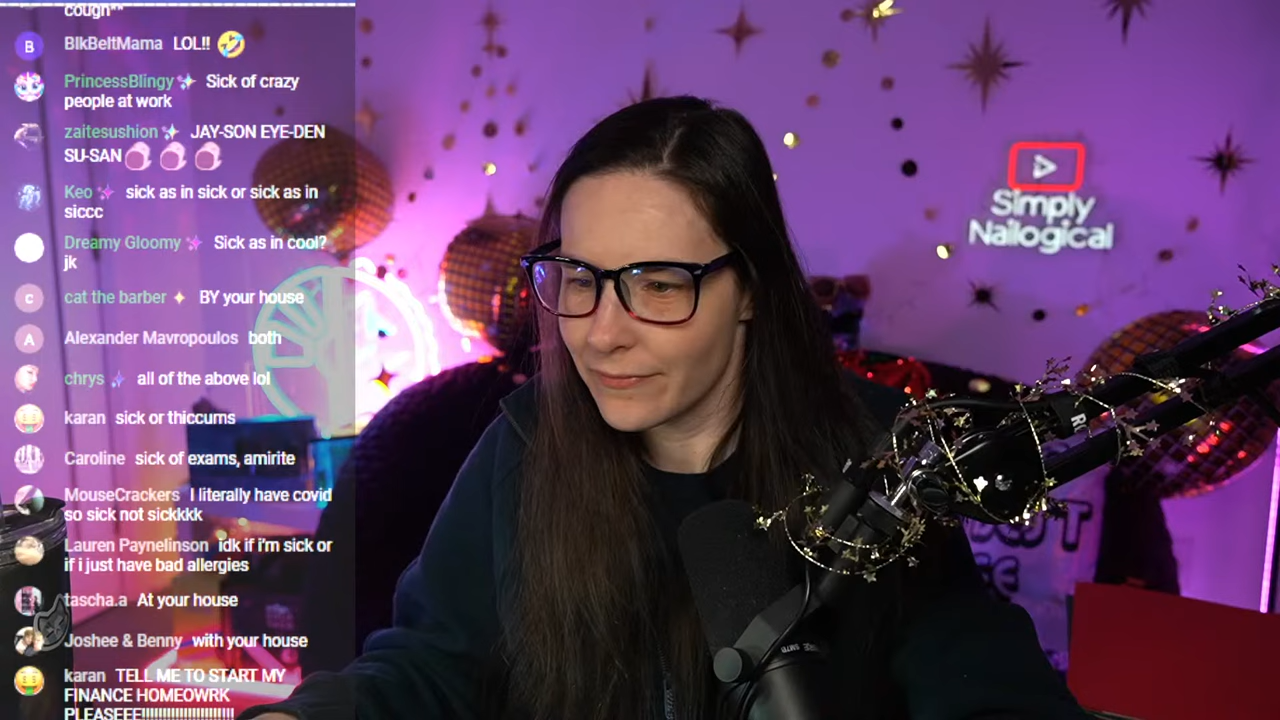 cough**
BlkBeltMama LOL!! 🤣
PrincessBlingy Sick of crazy
people at work
zaitesushion JAY-SON EYE-DEN
SU-SAN
Keo sick as in sick or sick as in
siccc
Dreamy Gloomy Sick as in cool?
jk
cat the barber BY your house
Alexander Mavropoulos both
chrys all of the above lol
karan sick or thiccums
Caroline sick of exams, amirite
MouseCrackers I literally have covid
so sick not sickkkk
Lauren Paynelinson idk if i'm sick or
if i just have bad allergies
tascha.a At your house
Joshee & Benny with your house
karan TELL ME TO START MY
FINANCE HOMEOWRK
PLEASEEE!!!!!!!!!!!!!!!!!!!!!!
B
C
A
Simply
Nailogical